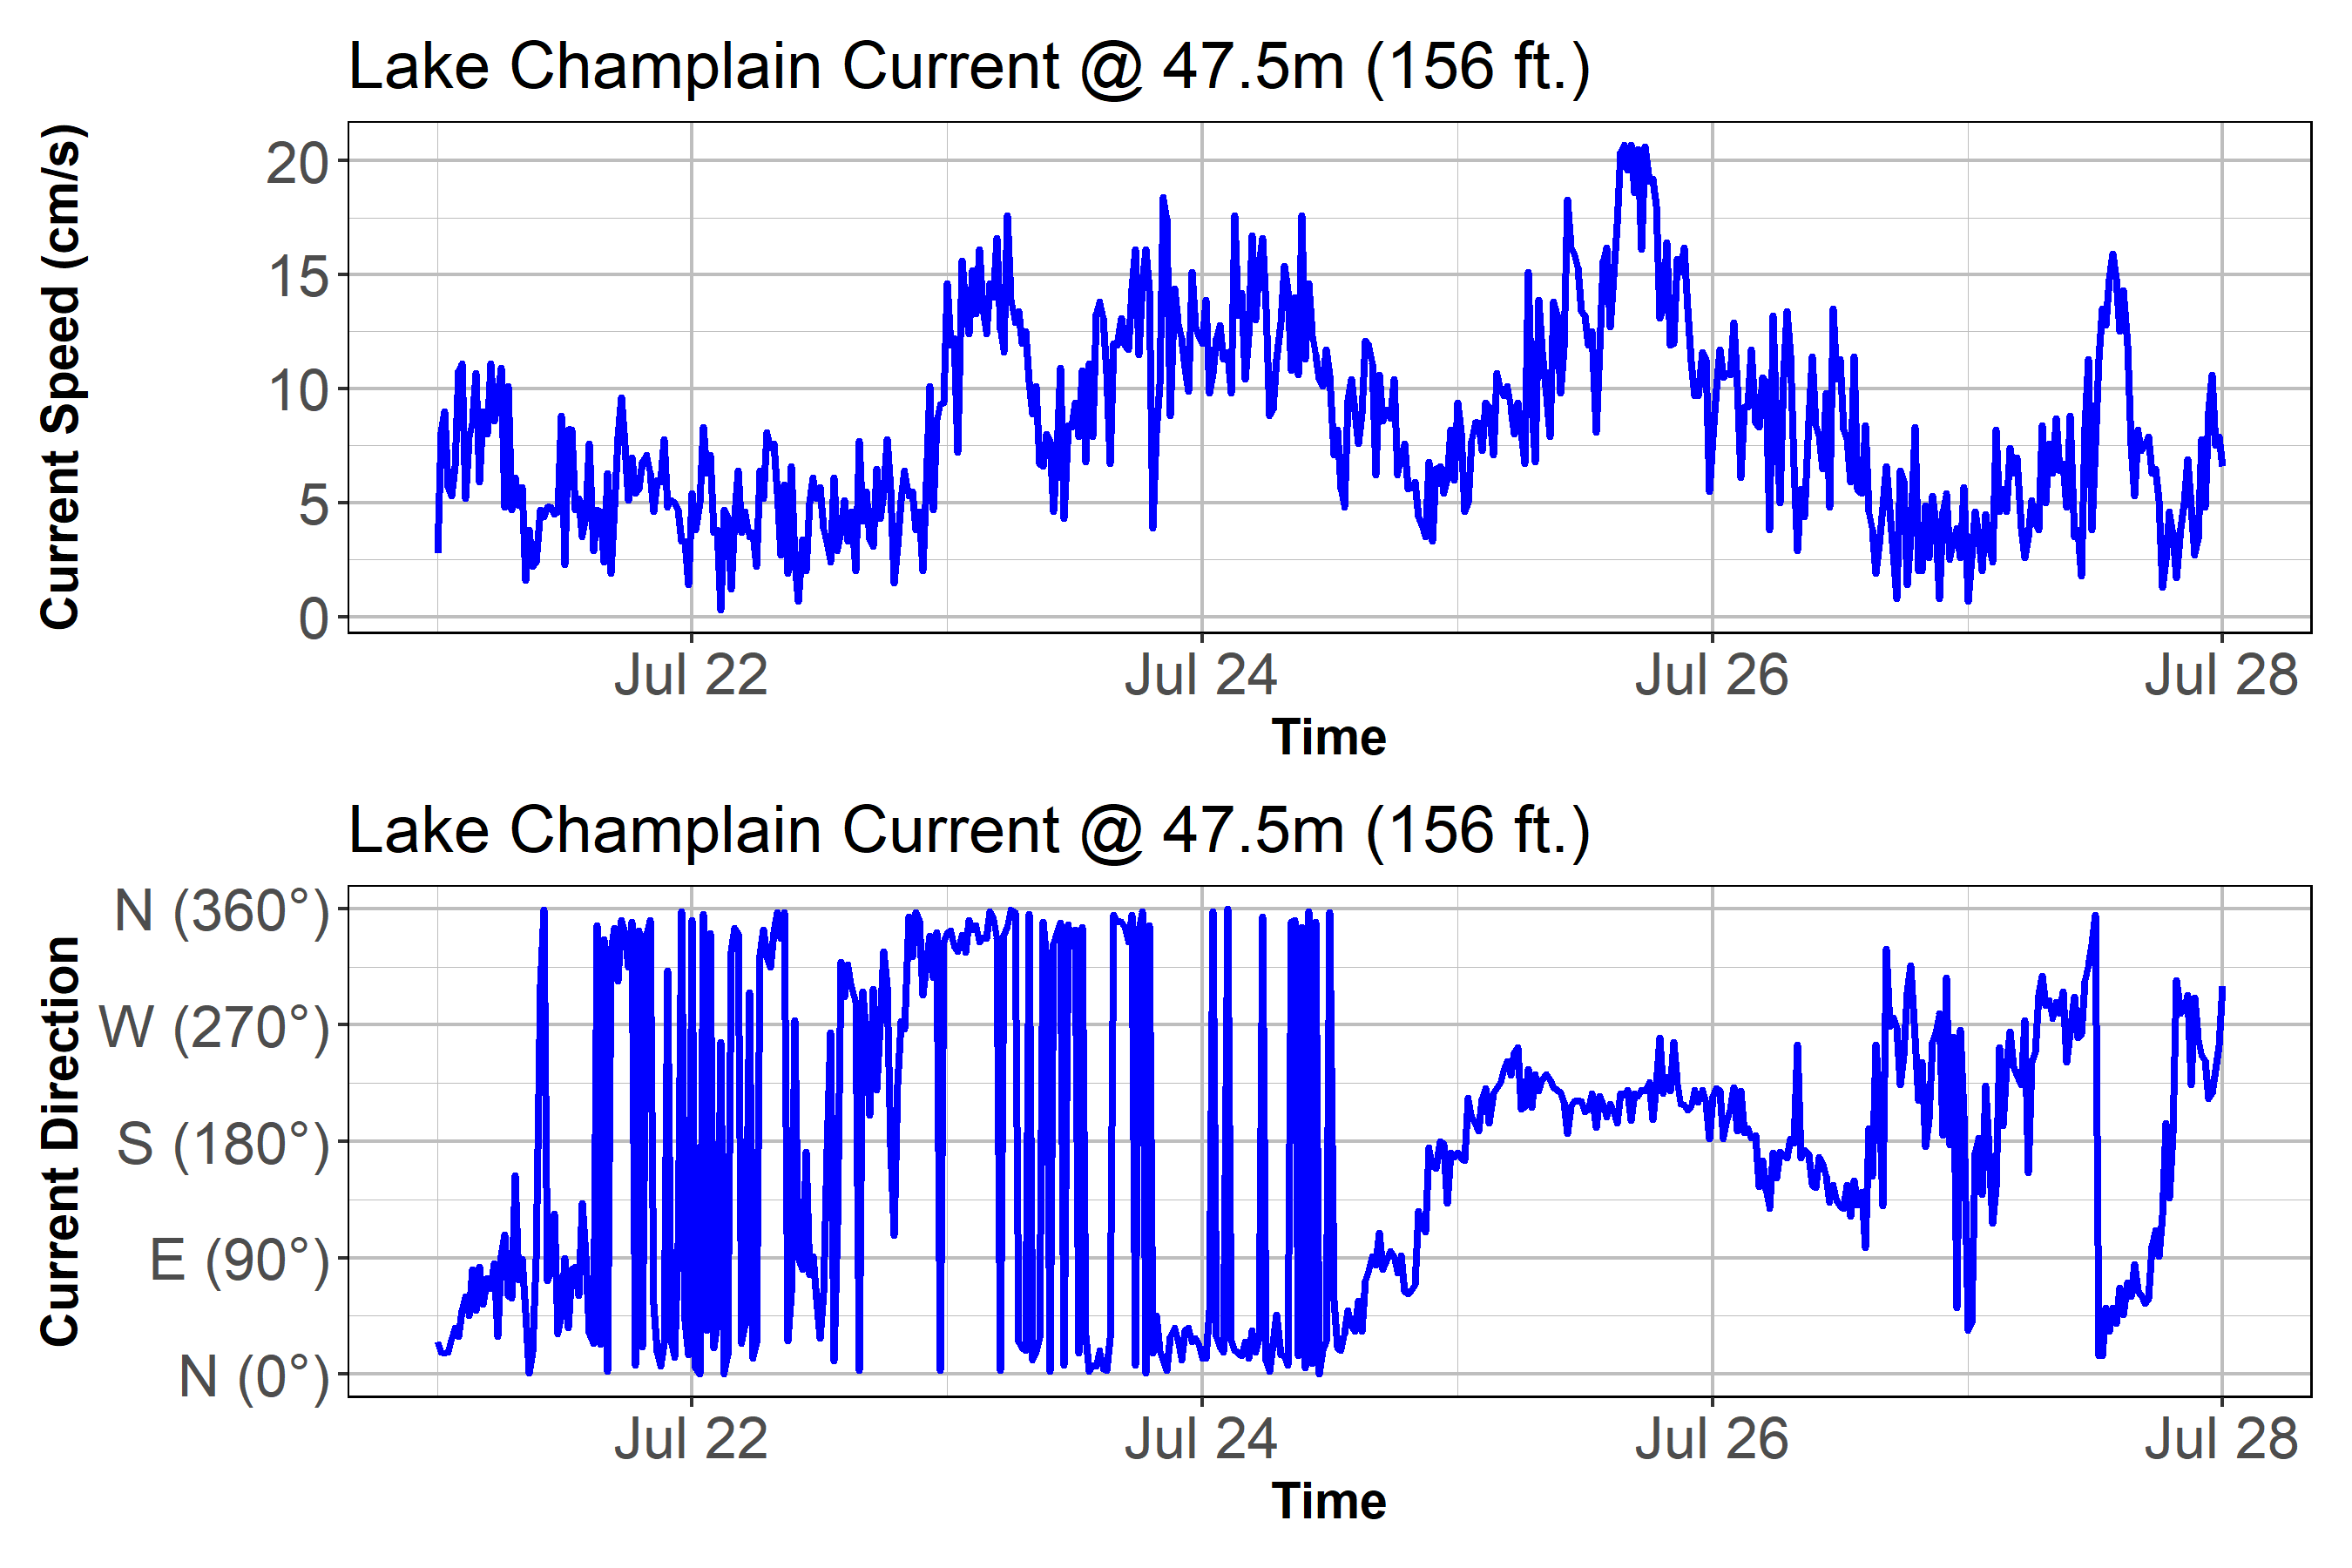 Lake Champlain Current @ 47.5m (156 ft.)
Current Speed (cm/s)
20
15
10
5
0
Jul 22 Jul 24 Jul 26 Jul 28
Time
Lake Champlain Current @ 47.5m (156 ft.)
Current Direction
N (360°)
W (270°)
S (180°)
E (90°)
N (0°)
Jul 22 Jul 24 Jul 26 Jul 28
Time